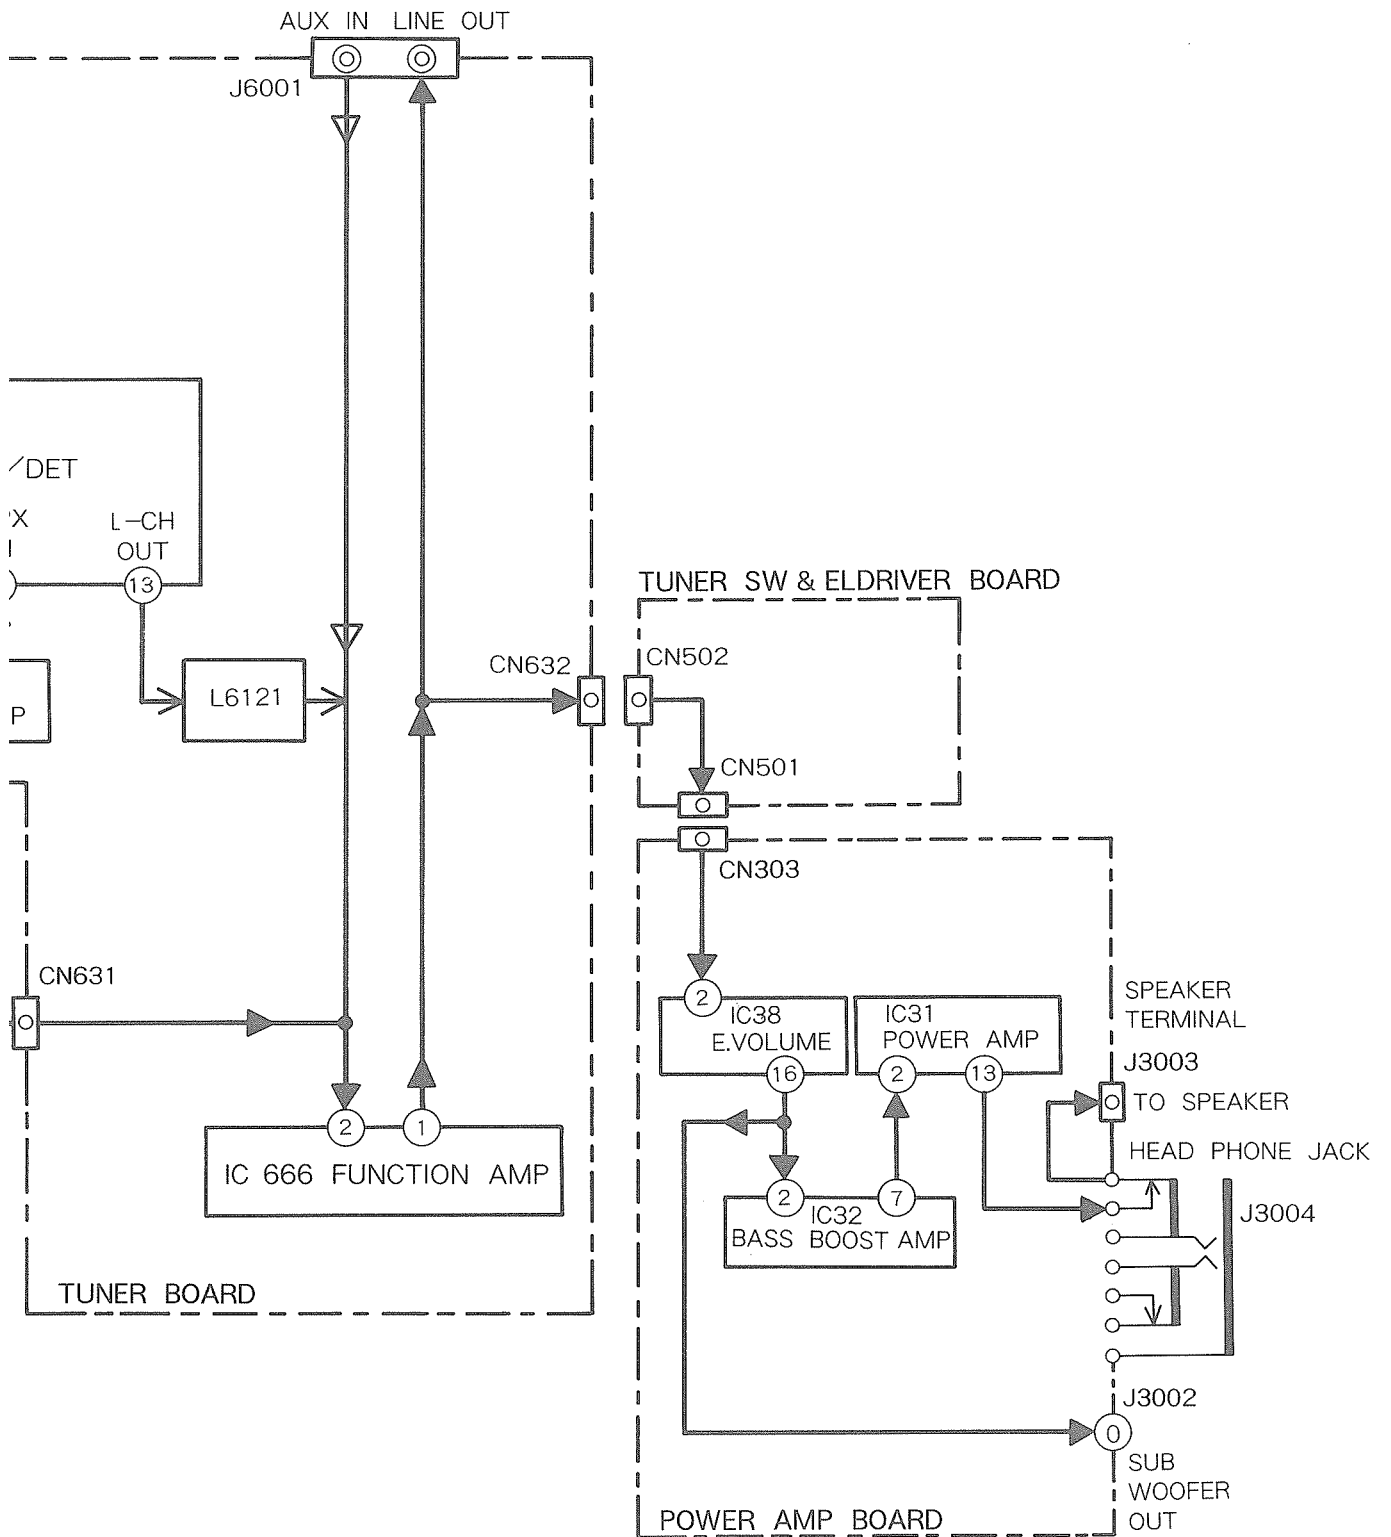 AUX IN LINE OUT
J6001
/DET
X
L-CH
OUT
13
L6121
P
CN632
TUNER SW & ELDRIVER BOARD
CN502
CN501
CN303
CN631
2
1
IC 666 FUNCTION AMP
TUNER BOARD
2
IC38
E.VOLUME
16
IC31
POWER AMP
2
13
2
7
IC32
BASS BOOST AMP
SPEAKER
TERMINAL
J3003
TO SPEAKER
HEAD PHONE JACK
J3004
J3002
0
SUB
WOOFER
OUT
POWER AMP BOARD